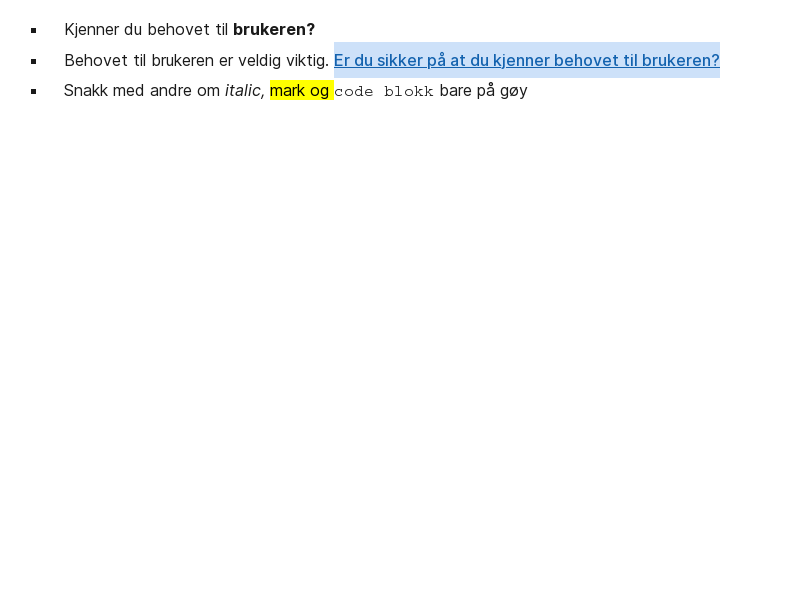 Kjenner du behovet til brukeren?
Behovet til brukeren er veldig viktig. Er du sikker på at du kjenner behovet til brukeren?
Snakk med andre om italic, mark og code blokk bare på gøy